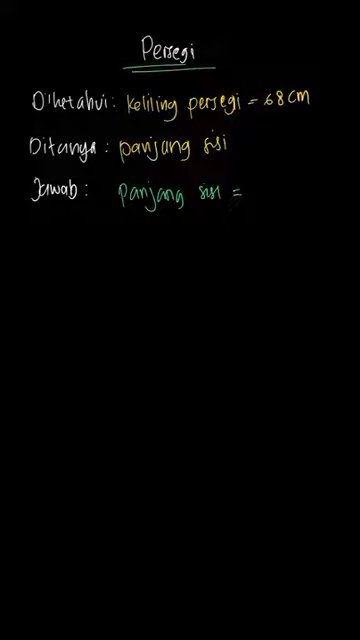 Persegi
Diketahui: keliling persegi = 68 cm
Ditanya: panjang sisi
Jawab: panjang sisi =